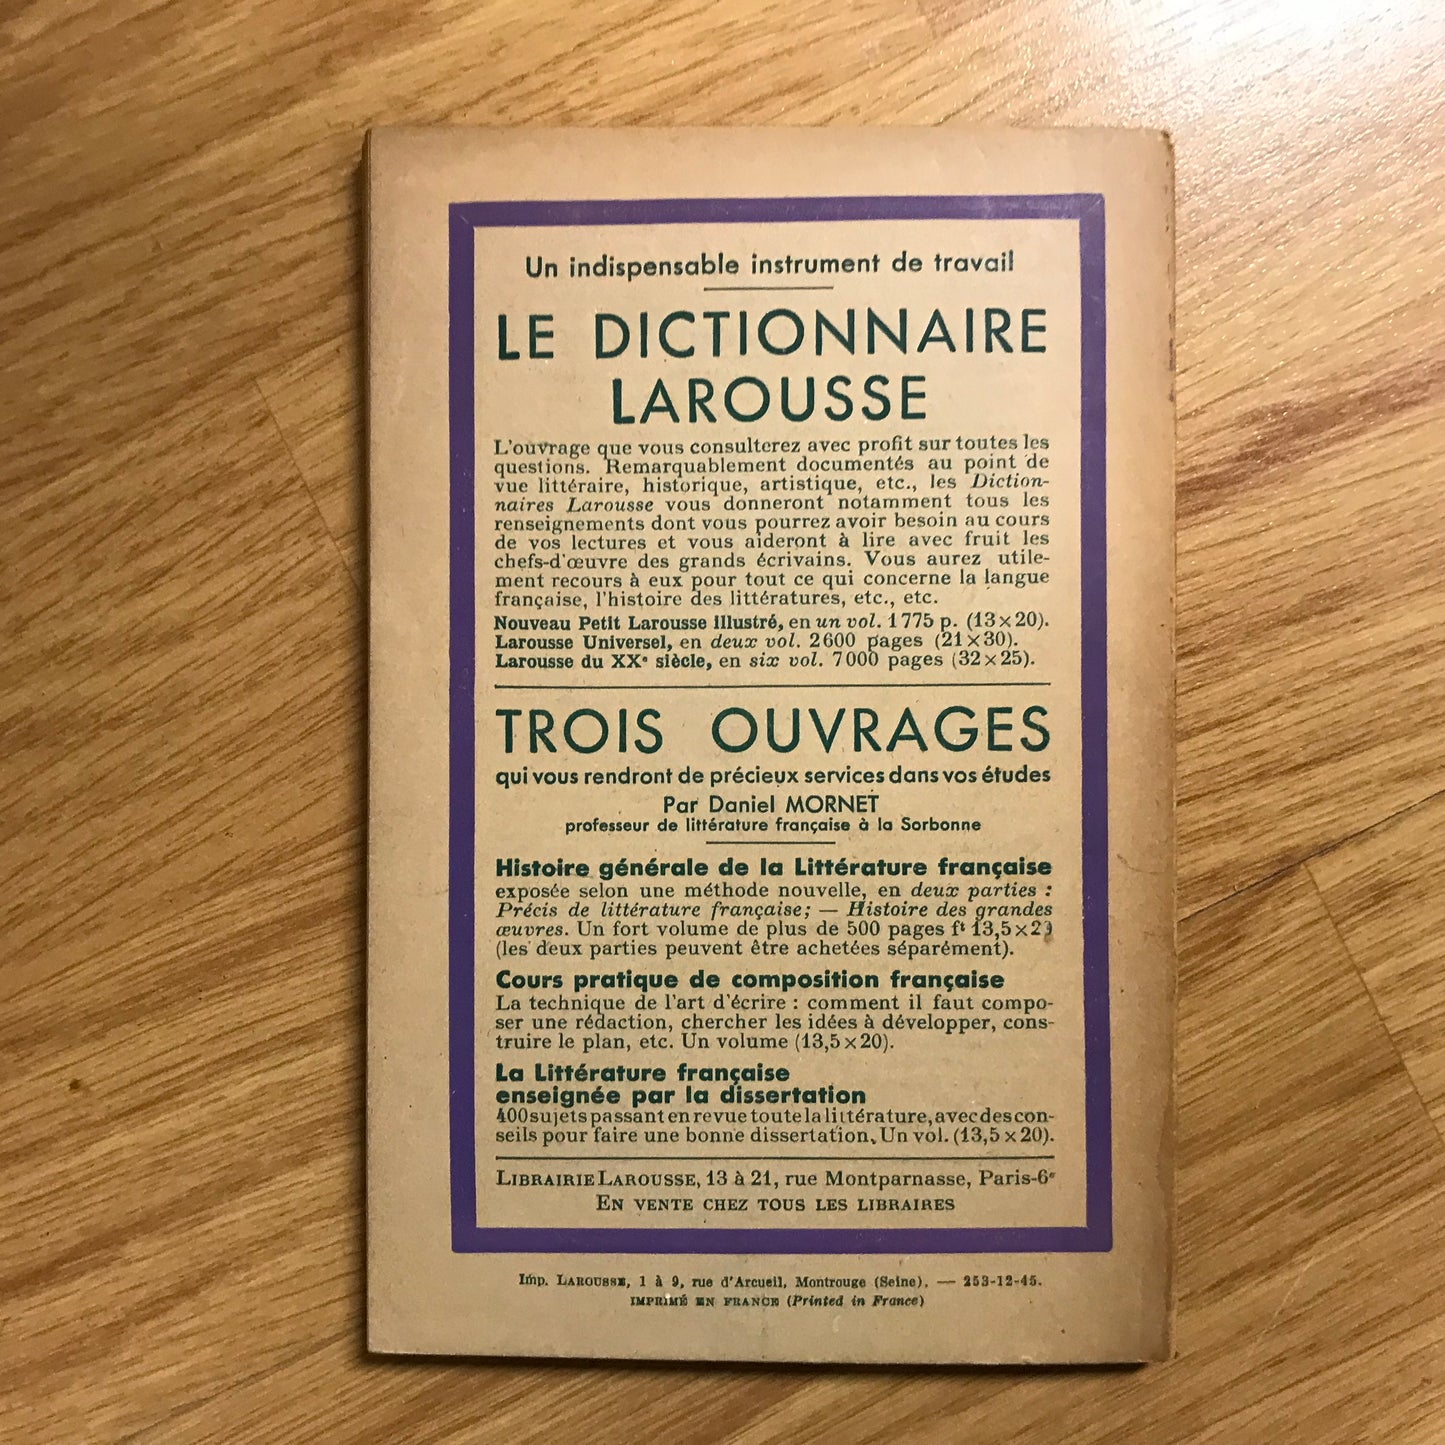 Un indispensable instrument de travail
LE DICTIONNAIRE
LAROUSSE
L'ouvrage que vous consulterez avec profit sur toutes les
questions. Remarquablement documentés au point de
vue littéraire, historique, artistique, etc., les Diction-
naires Larousse vous donneront notamment tous les
renseignements dont vous pourrez avoir besoin au cours
de vos lectures et vous aideront à lire avec fruit les
chefs-d'œuvre des grands écrivains. Vous aurez utile-
ment recours à eux pour tout ce qui concerne la langue
française, l'histoire des littératures, etc., etc.
Nouveau Petit Larousse Illustré, en un vol. 1 775 p. (13×20).
Larousse Universel, en deux vol. 2 600 pages (21×30).
Larousse du XXe siècle, en six vol. 7 000 pages (32×25).
TROIS OUVRAGES
qui vous rendront de précieux services dans vos études
Par Daniel MORNET
professeur de littérature française à la Sorbonne
Histoire générale de la Littérature française
exposée selon une méthode nouvelle, en deux parties :
Précis de littérature française; — Histoire des grandes
œuvres. Un fort volume de plus de 500 pages ft 13,5×20
(les deux parties peuvent être achetées séparément).
Cours pratique de composition française
La technique de l'art d'écrire : comment il faut compo-
ser une rédaction, chercher les idées à développer, cons-
truire le plan, etc. Un volume (13,5×20).
La Littérature française
enseignée par la dissertation
400 sujets passant en revue toute la littérature, avec des con-
seils pour faire une bonne dissertation. Un vol. (13,5×20).
LIBRAIRIE LAROUSSE, 13 à 21, rue Montparnasse, Paris-6e
EN VENTE CHEZ TOUS LES LIBRAIRES
Imp. LAROUSSE, 1 à 9, rue d'Arcueil, Montrouge (Seine). — 253-12-45.
IMPRIMÉ EN FRANCE (Printed in France)